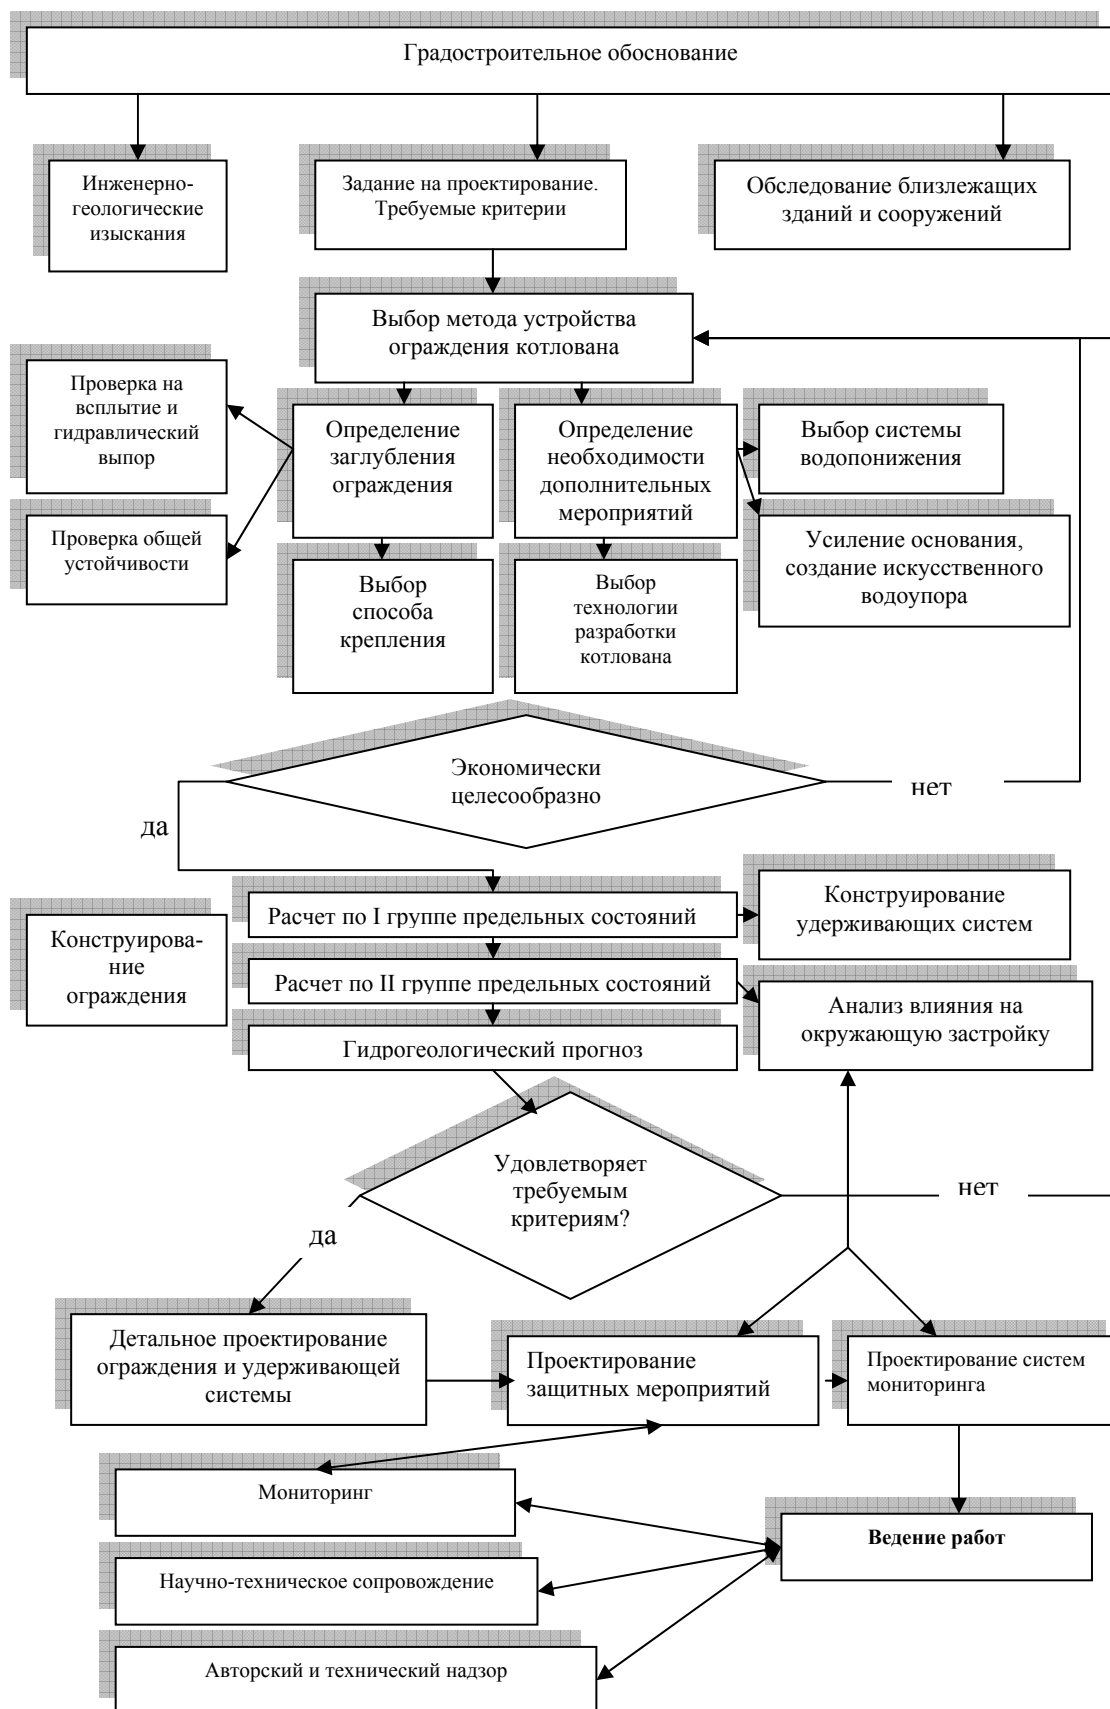 Градостроительное обоснование
Инженерно-
геологические
изыскания
Задание на проектирование.
Требуемые критерии
Обследование близлежащих
зданий и сооружений
Выбор метода устройства
ограждения котлована
Проверка на
всплытие и
гидравлический
выпор
Определение
заглубления
ограждения
Определение
необходимости
дополнительных
мероприятий
Выбор системы
водопонижения
Проверка общей
устойчивости
Усиление основания,
создание искусственного
водоупора
Выбор
способа
крепления
Выбор
технологии
разработки
котлована
Экономически
целесообразно
нет
да
Расчет по I группе предельных состояний
Конструирование
удерживающих систем
Конструирова-
ние
ограждения
Расчет по II группе предельных состояний
Анализ влияния на
окружающую застройку
Гидрогеологический прогноз
Удовлетворяет
требуемым
критериям?
нет
да
Детальное проектирование
ограждения и удерживающей
системы
Проектирование
защитных мероприятий
Проектирование систем
мониторинга
Мониторинг
Ведение работ
Научно-техническое сопровождение
Авторский и технический надзор